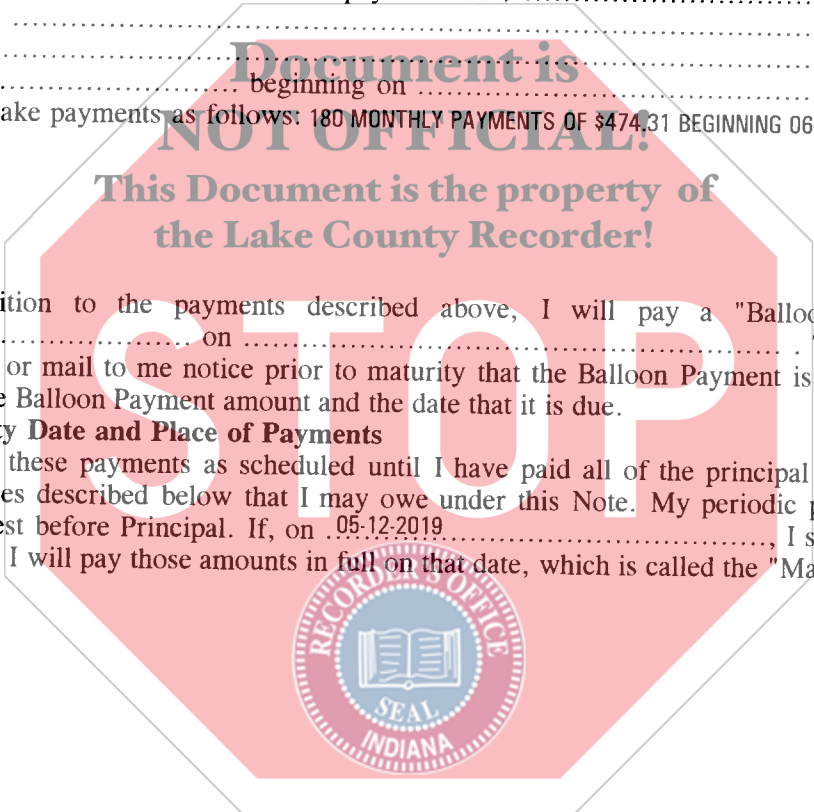 ........................................
........................................
........................................
........................ beginning on ........................................
ake payments as follows: 180 MONTHLY PAYMENTS OF $474.31 BEGINNING 06-
Document is
NOT OFFICIAL!
This Document is the property of
the Lake County Recorder!
ition to the payments described above, I will pay a "Balloo
.................... on ........................................ .
or mail to me notice prior to maturity that the Balloon Payment is
e Balloon Payment amount and the date that it is due.
y Date and Place of Payments
these payments as scheduled until I have paid all of the principal
es described below that I may owe under this Note. My periodic p
est before Principal. If, on .05-12-2019........................................, I s
I will pay those amounts in full on that date, which is called the "Ma
STOP
RECORDER'S OFFICE
SEAL
INDIANA